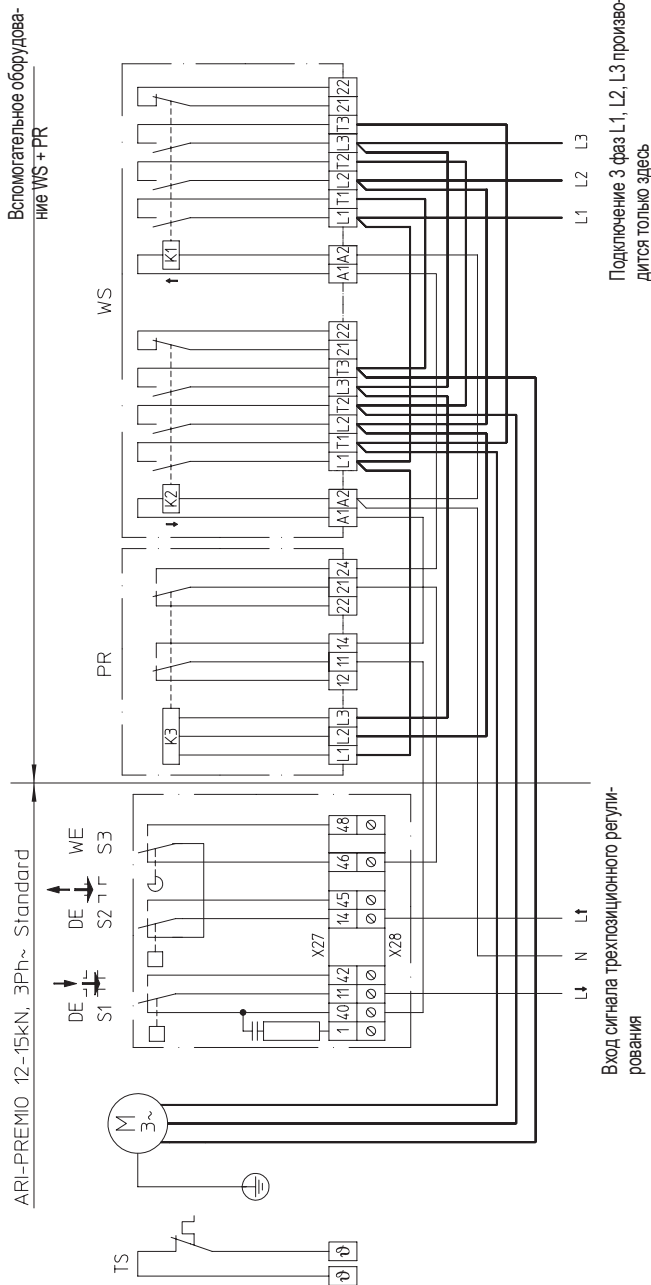 ARI-PREMIO 12-15kN, 3Ph~ Standard
Вспомогательное оборудова-
ние WS + PR
TS
ϑ ϑ
M
3~
DE DE WE
S1 S2 S3
1 40 11 42 14 45 46 48
X27
X28
L↓ N L↑
Вход сигнала трехпозиционного регули-
рования
PR
K3
L1 L2 L3 12 11 14 22 21 24
WS
K2
A1 A2 L1 T1 L2 T2 L3 T3 21 22
K1
A1 A2 L1 T1 L2 T2 L3 T3 21 22
L1 L2 L3
Подключение 3 фаз L1, L2, L3 произво-
дится только здесь